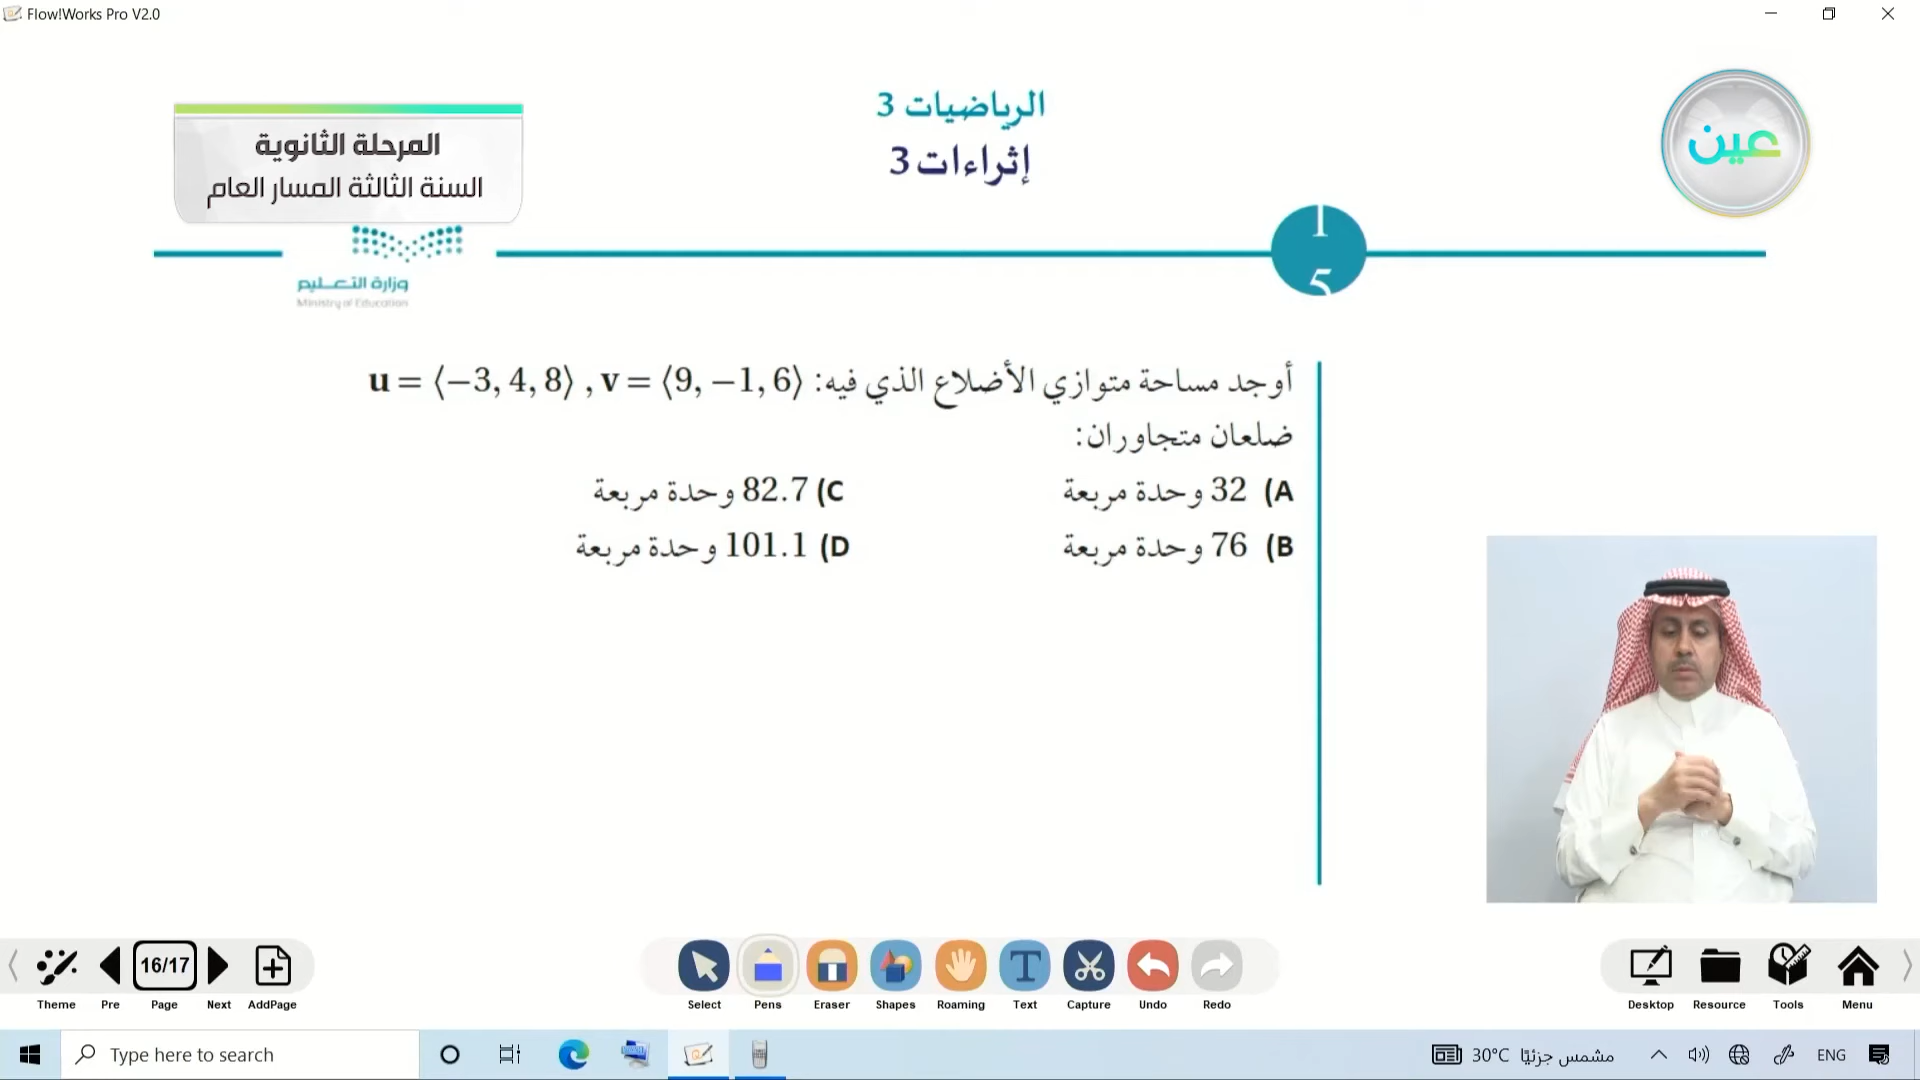 Flow!Works Pro V2.0
الرياضيات 3
إثراءات 3
عين
المرحلة الثانوية
السنة الثالثة المسار العام
وزارة التعليم
Ministry of Education
1
5
أوجد مساحة متوازي الأضلاع الذي فيه: u = ⟨−3, 4, 8⟩ , v = ⟨9, −1, 6⟩
ضلعان متجاوران:
A) 32 وحدة مربعة
C) 82.7 وحدة مربعة
B) 76 وحدة مربعة
D) 101.1 وحدة مربعة
16/17
Theme Pre Page Next AddPage
T
Select Pens Eraser Shapes Roaming Text Capture Undo Redo
Desktop Resource Tools Menu
Type here to search
30°C مشمس جزئيًا
ENG